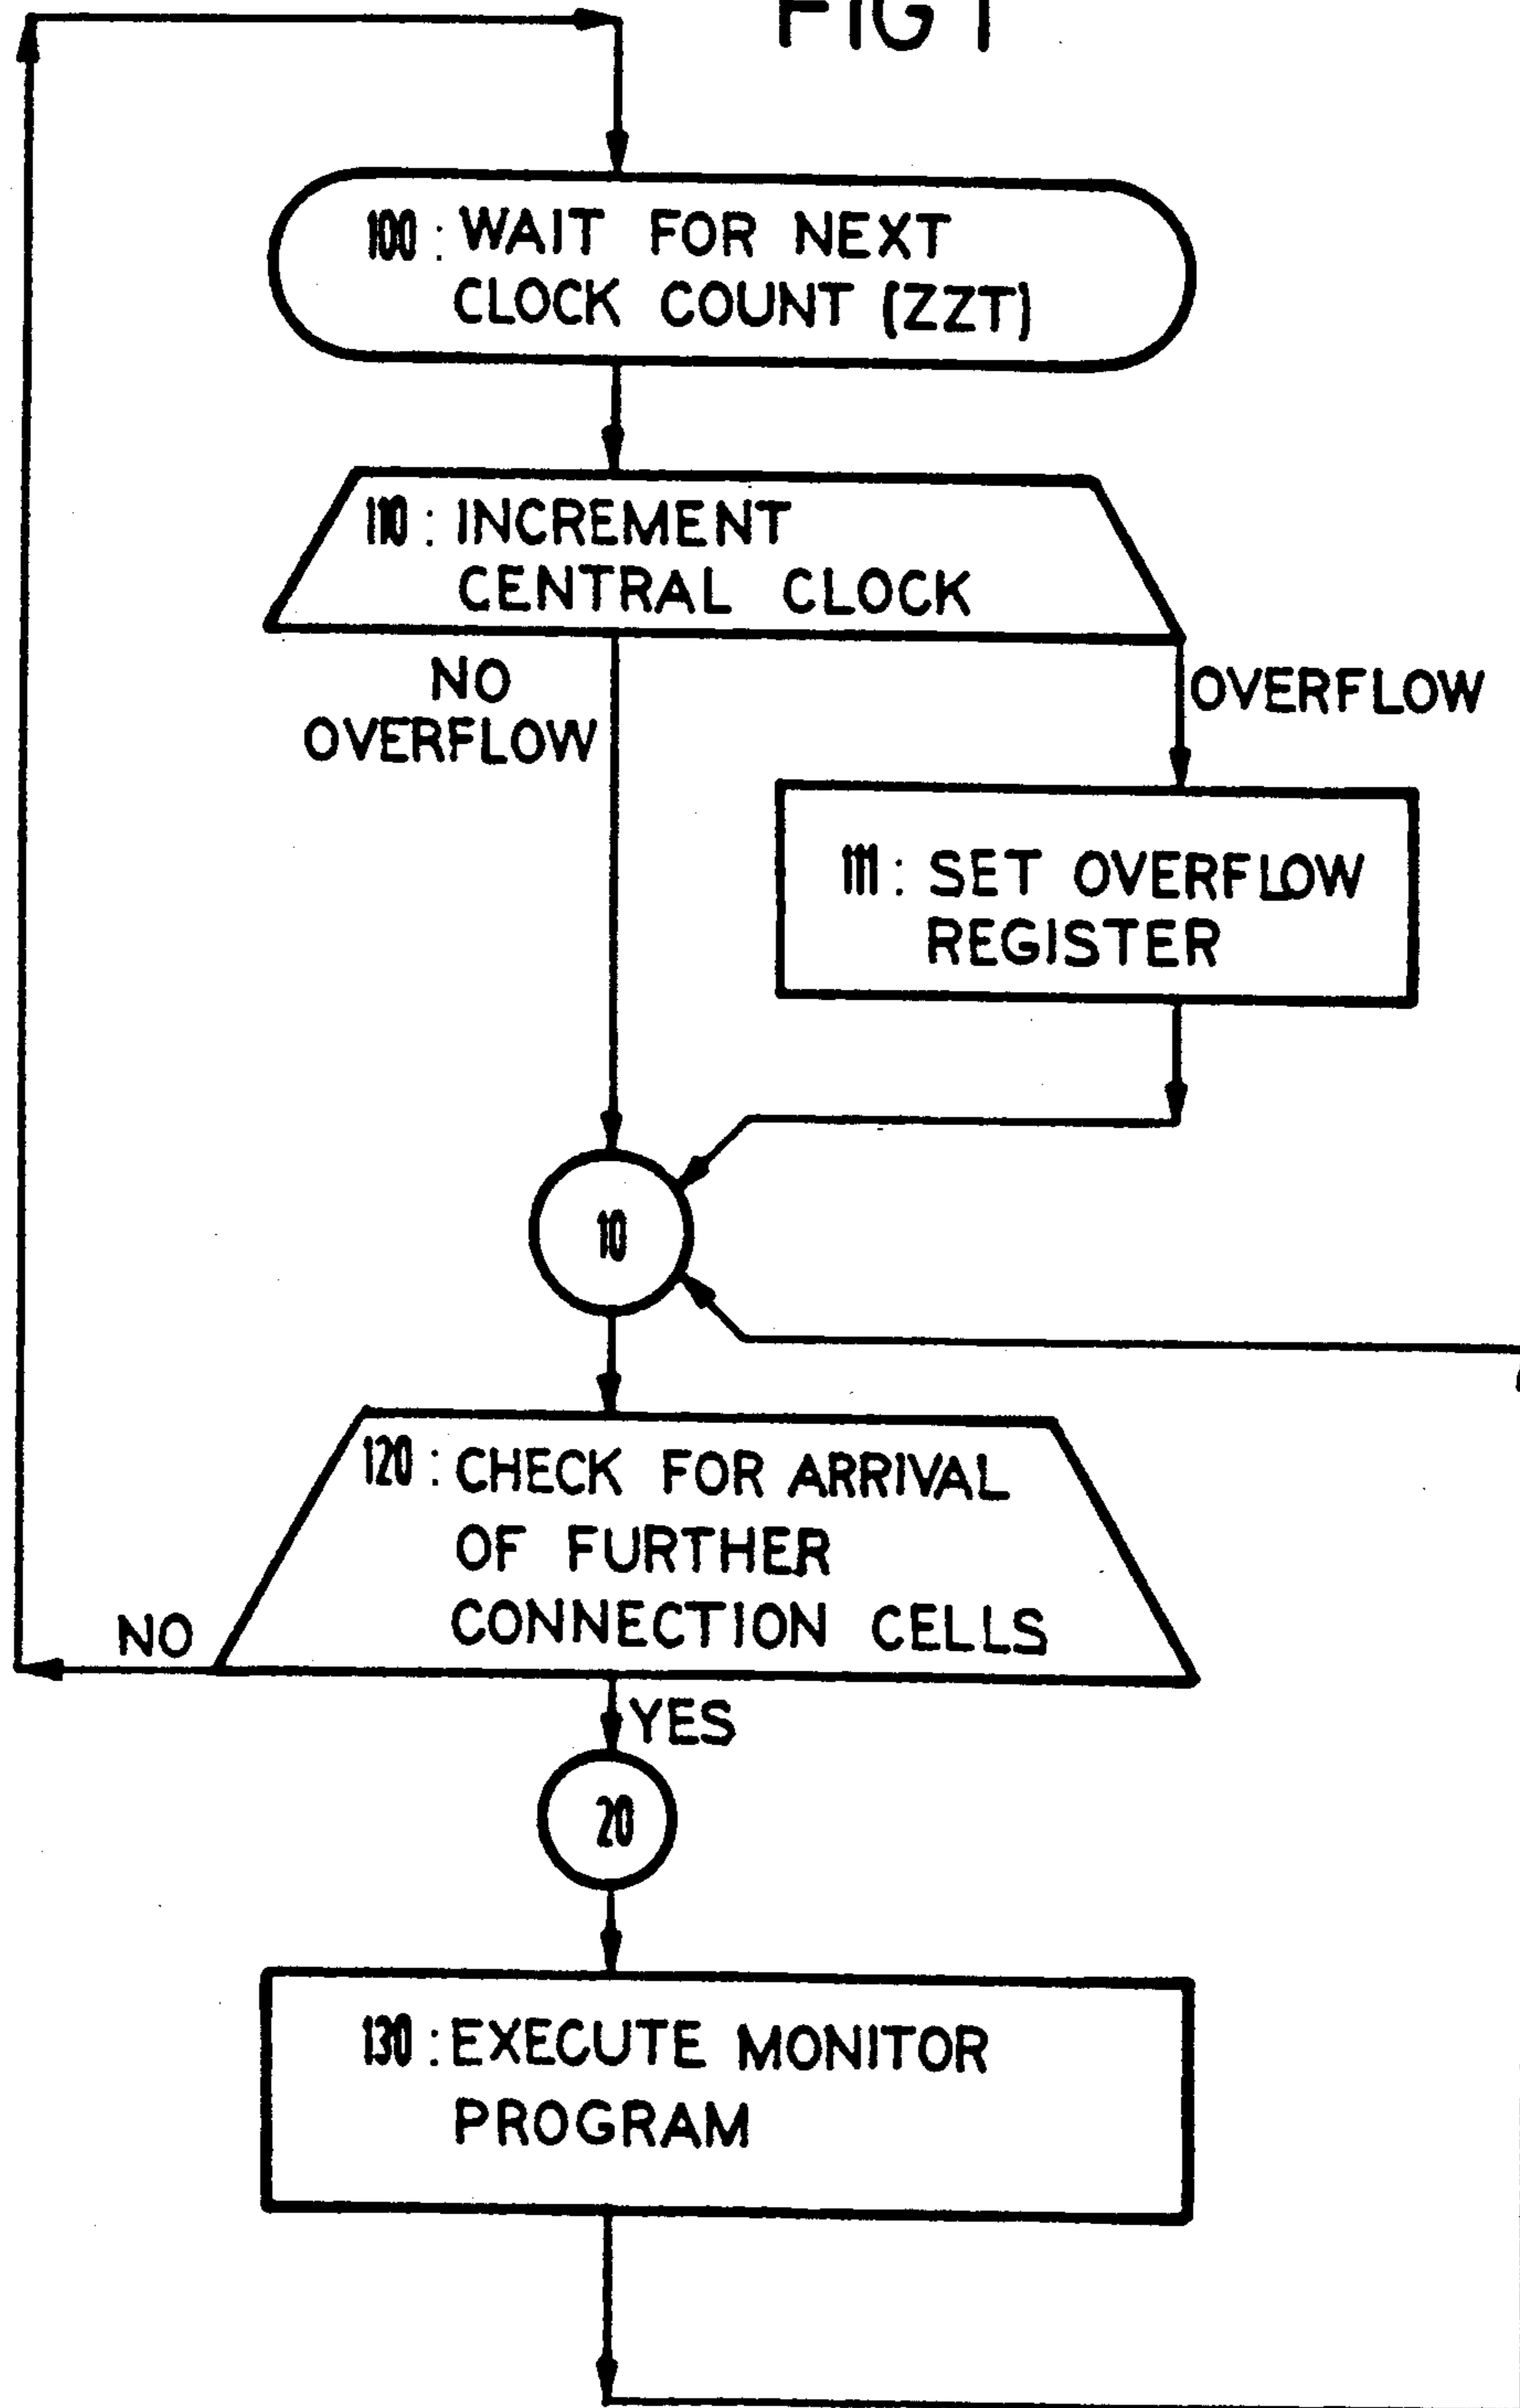 FIG 1
100: WAIT FOR NEXT
CLOCK COUNT (ZZT)
110: INCREMENT
CENTRAL CLOCK
NO
OVERFLOW
OVERFLOW
111: SET OVERFLOW
REGISTER
10
120: CHECK FOR ARRIVAL
OF FURTHER
CONNECTION CELLS
NO
YES
20
130: EXECUTE MONITOR
PROGRAM